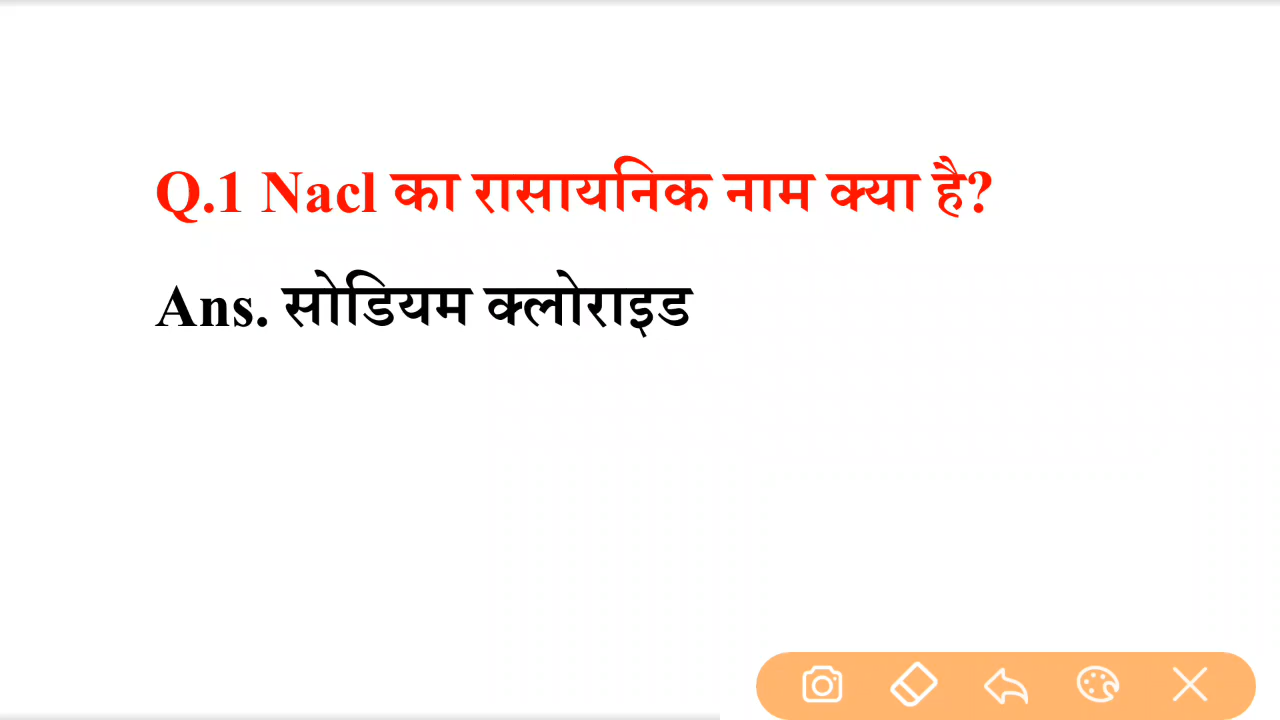 Q.1 Nacl का रासायनिक नाम क्या है?
Ans. सोडियम क्लोराइड